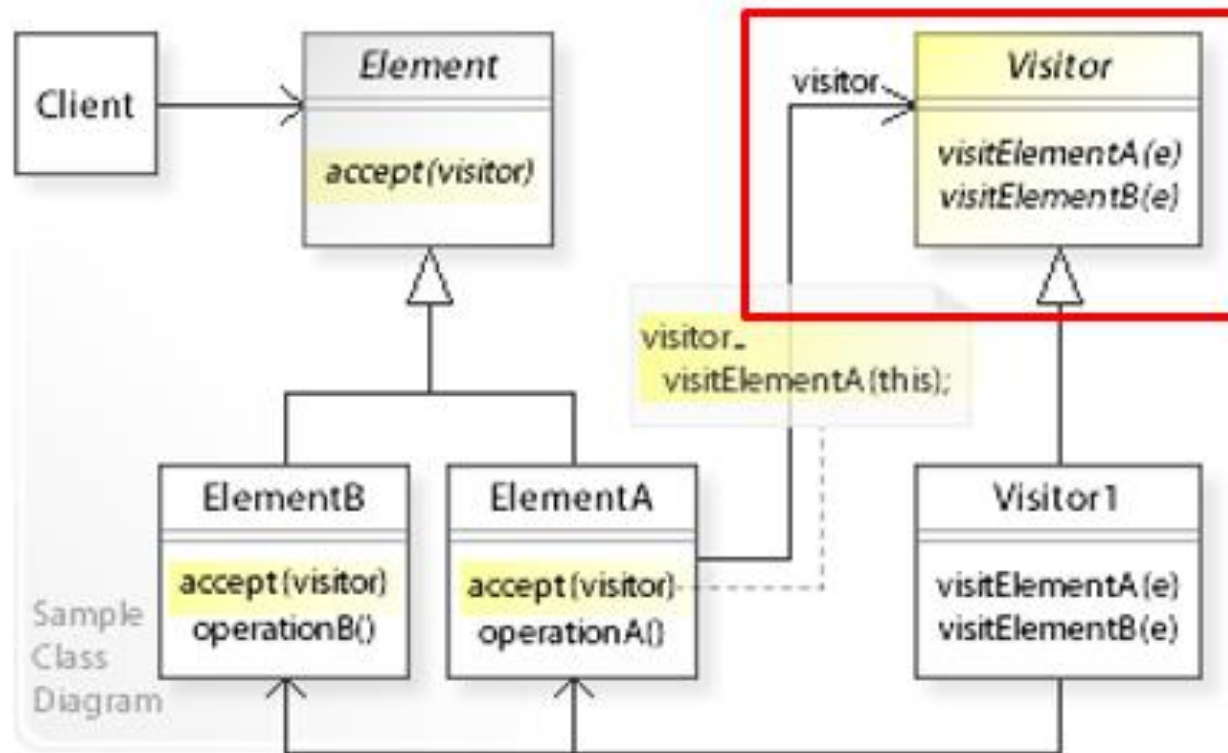 Client
Element
accept(visitor)
visitor
Visitor
visitElementA(e)
visitElementB(e)
visitor.
visitElementA(this);
ElementB
accept(visitor)
operationB()
ElementA
accept(visitor)
operationA()
Visitor1
visitElementA(e)
visitElementB(e)
Sample
Class
Diagram